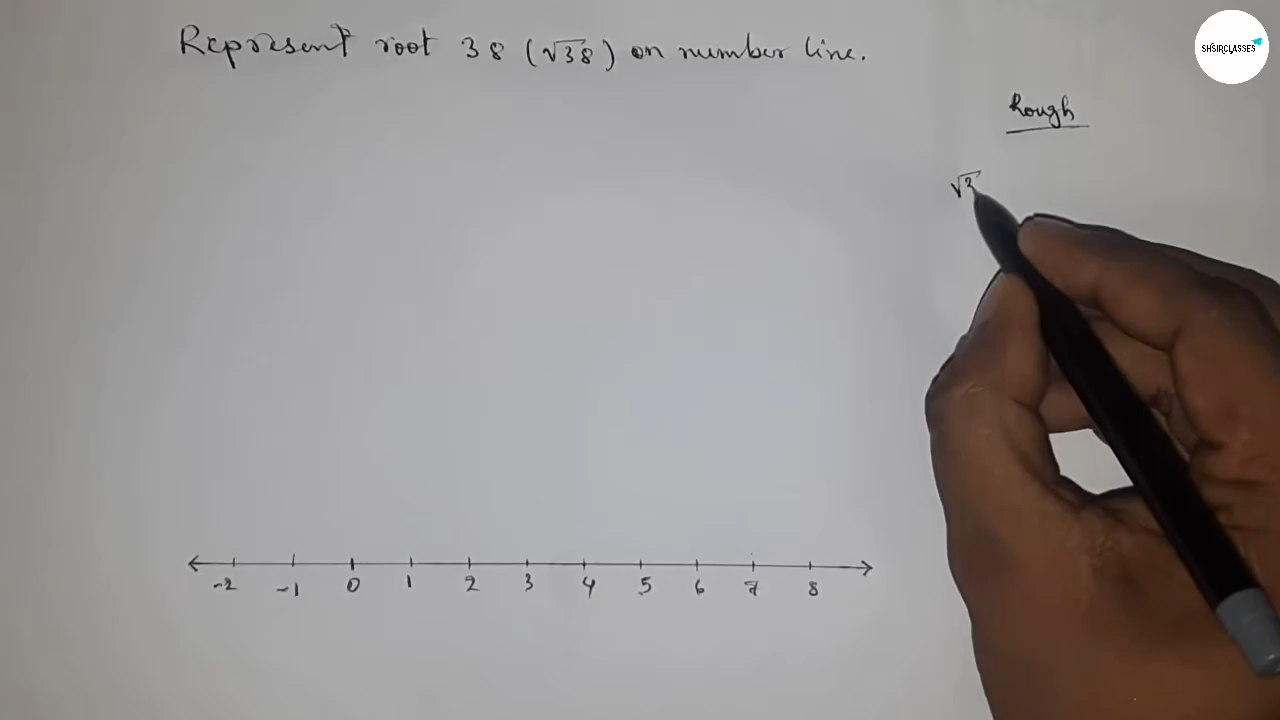 Represent root 38 (√38) on number line.
SHSIRCLASSES
Rough
√3
-2 -1 0 1 2 3 4 5 6 7 8